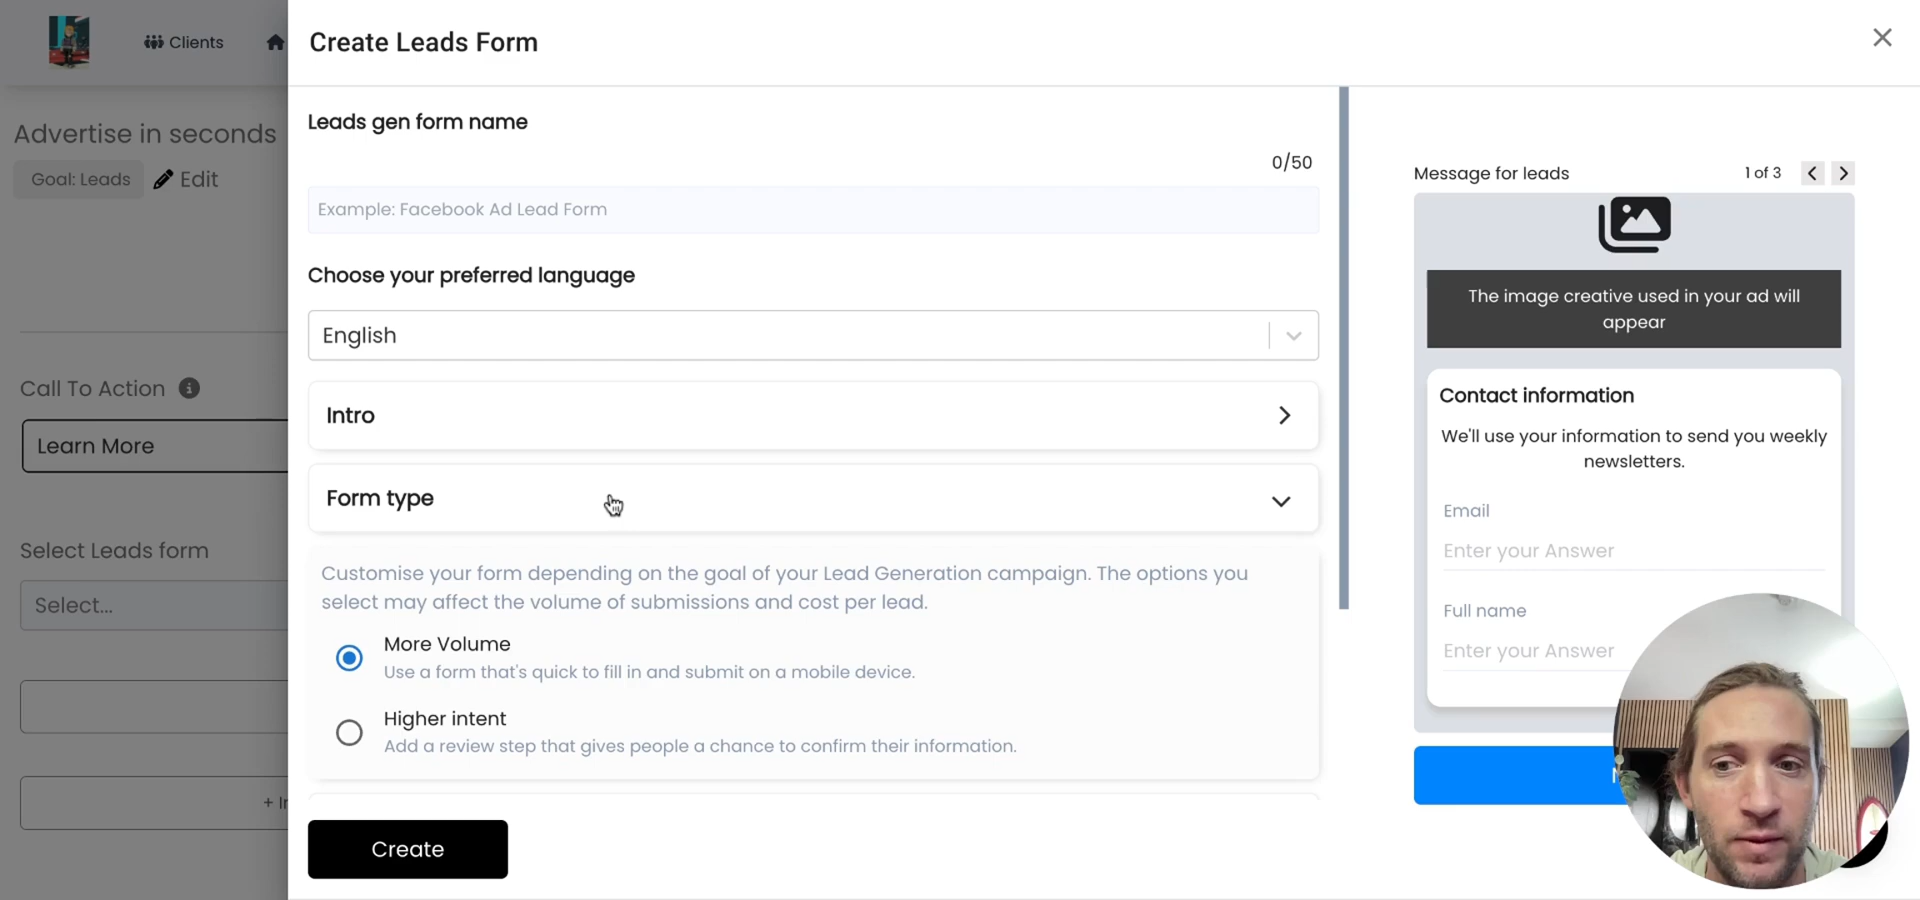 Clients
Create Leads Form
Advertise in seconds
Goal: Leads
Edit
Call To Action
Learn More
Select Leads form
Select...
Leads gen form name
0/50
Example: Facebook Ad Lead Form
Choose your preferred language
English
Intro
Form type
Customise your form depending on the goal of your Lead Generation campaign. The options you
select may affect the volume of submissions and cost per lead.
More Volume
Use a form that's quick to fill in and submit on a mobile device.
Higher intent
Add a review step that gives people a chance to confirm their information.
Create
Message for leads
1 of 3
The image creative used in your ad will
appear
Contact information
We'll use your information to send you weekly
newsletters.
Email
Enter your Answer
Full name
Enter your Answer